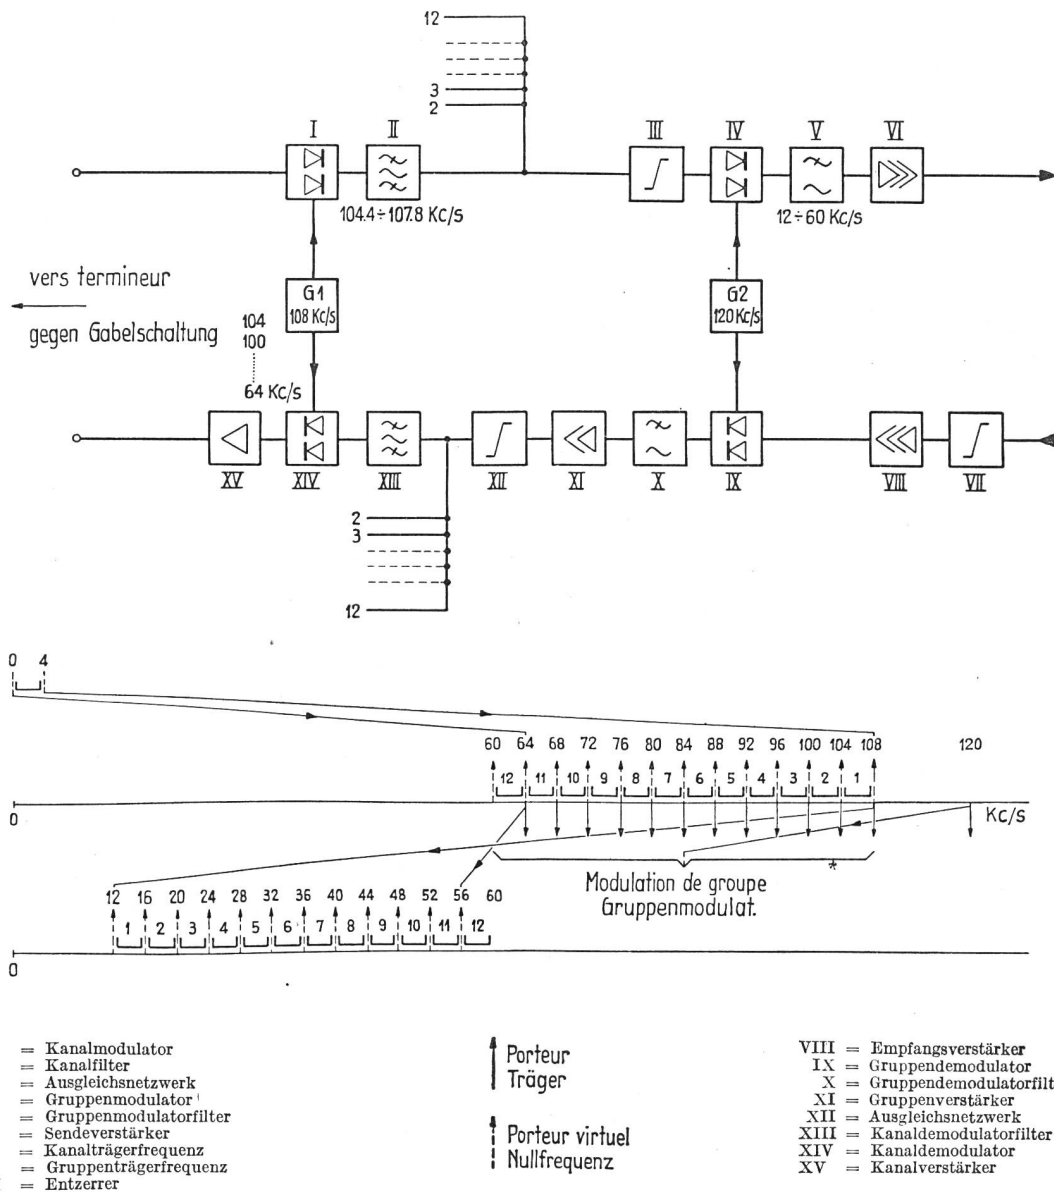 12
3
2
I II III IV V VI
104.4÷107.8 Kc/s
12÷60 Kc/s
vers termineur
gegen Gabelschaltung
G1
108 Kc/s
G2
120 Kc/s
104
100
64 Kc/s
XV XIV XIII XII XI X IX VIII VII
2
3
12
0 4
60 64 68 72 76 80 84 88 92 96 100 104 108 120
12 11 10 9 8 7 6 5 4 3 2 1
0 Kc/s
*
Modulation de groupe
Gruppenmodulat.
12 16 20 24 28 32 36 40 44 48 52 56 60
1 2 3 4 5 6 7 8 9 10 11 12
0
= Kanalmodulator
= Kanalfilter
= Ausgleichsnetzwerk
= Gruppenmodulator
= Gruppenmodulatorfilter
= Sendeverstärker
= Kanalträgerfrequenz
= Gruppenträgerfrequenz
= Entzerrer
Porteur
Träger
Porteur virtuel
Nullfrequenz
VIII = Empfangsverstärker
IX = Gruppendemodulator
X = Gruppendemodulatorfilt
XI = Gruppenverstärker
XII = Ausgleichsnetzwerk
XIII = Kanaldemodulatorfilter
XIV = Kanaldemodulator
XV = Kanalverstärker